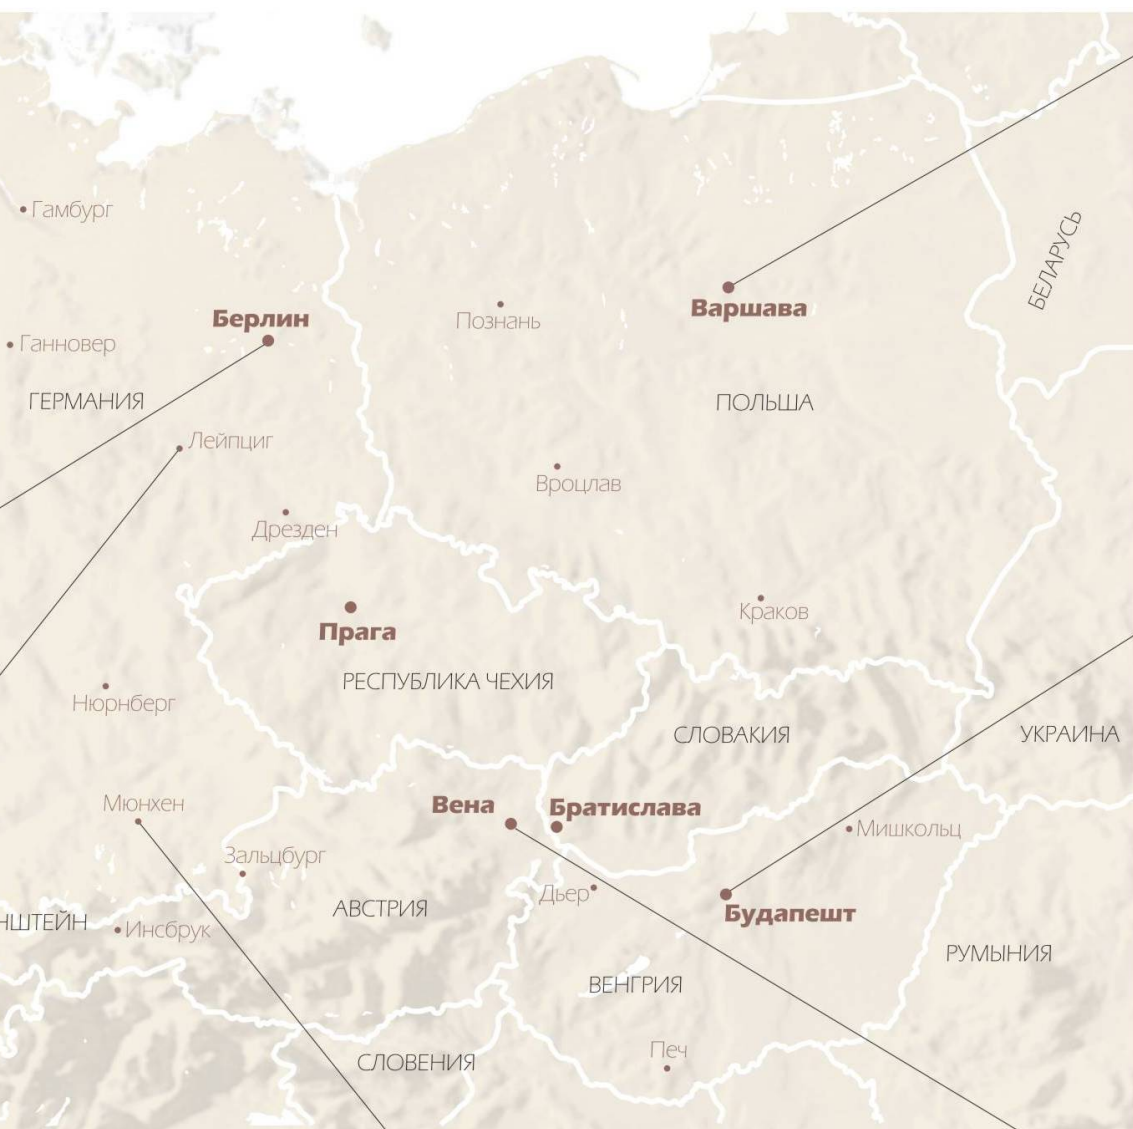 Гамбург
БЕЛАРУСЬ
Варшава
Берлин
Познань
Ганновер
ГЕРМАНИЯ
ПОЛЬША
Лейпциг
Вроцлав
Дрезден
Краков
Прага
РЕСПУБЛИКА ЧЕХИЯ
Нюрнберг
СЛОВАКИЯ
УКРАИНА
Мюнхен
Вена
Братислава
Мишкольц
Зальцбург
Дьер
АВСТРИЯ
Будапешт
НШТЕЙН
Инсбрук
РУМЫНИЯ
ВЕНГРИЯ
Печ
СЛОВЕНИЯ